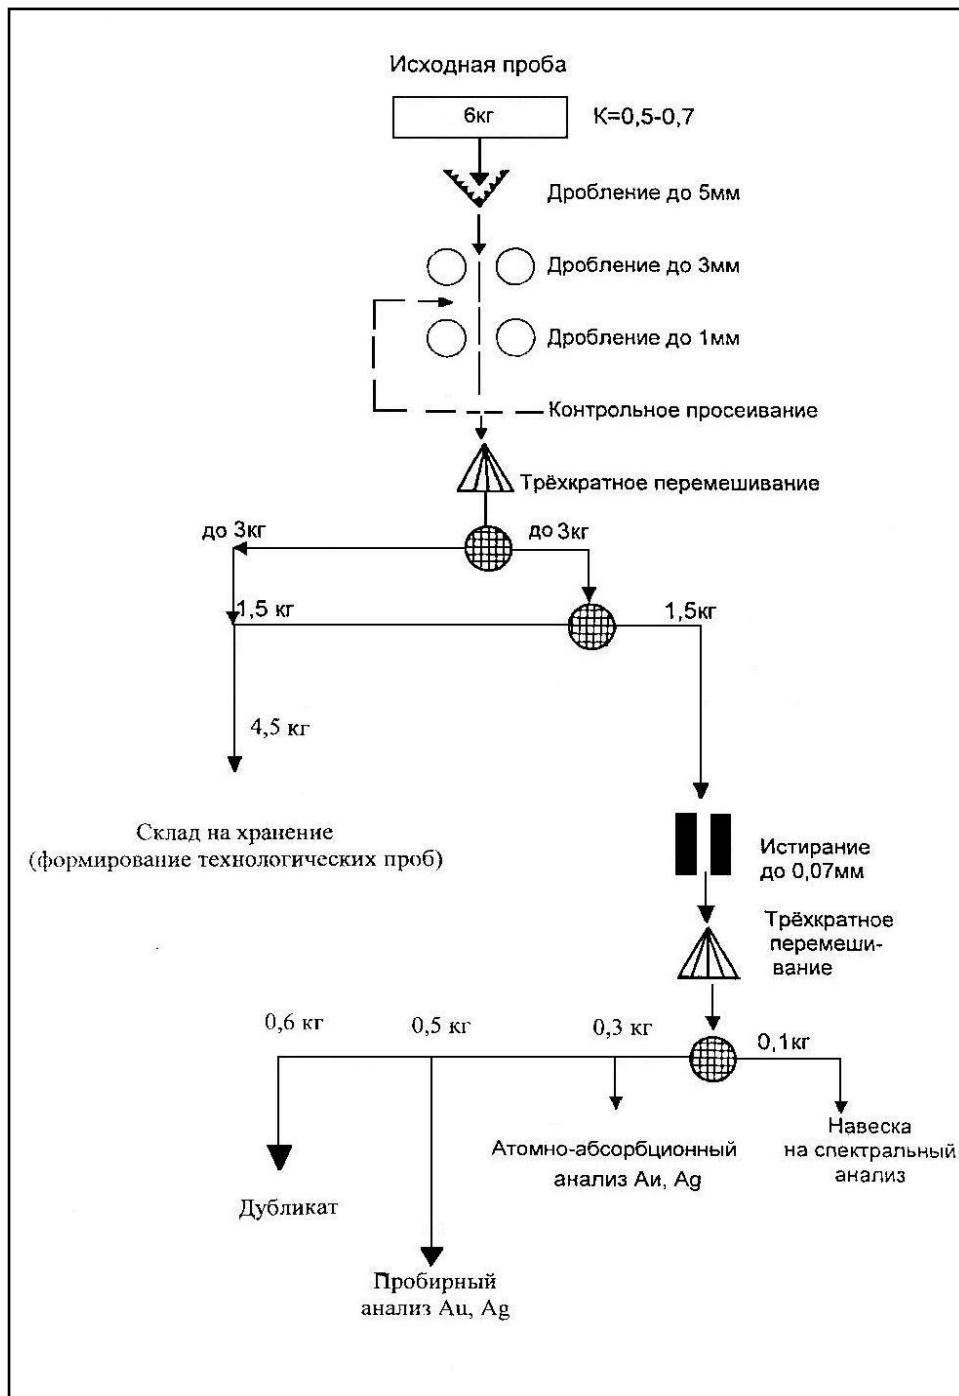 Исходная проба
6кг
К=0,5-0,7
Дробление до 5мм
Дробление до 3мм
Дробление до 1мм
Контрольное просеивание
Трёхкратное перемешивание
до 3кг
до 3кг
1,5 кг
1,5кг
4,5 кг
Склад на хранение
(формирование технологических проб)
Истирание
до 0,07мм
Трёхкратное
перемеши-
вание
0,6 кг
0,5 кг
0,3 кг
0,1кг
Атомно-абсорбционный
анализ Аи, Ag
Навеска
на спектральный
анализ
Дубликат
Пробирный
анализ Au, Ag